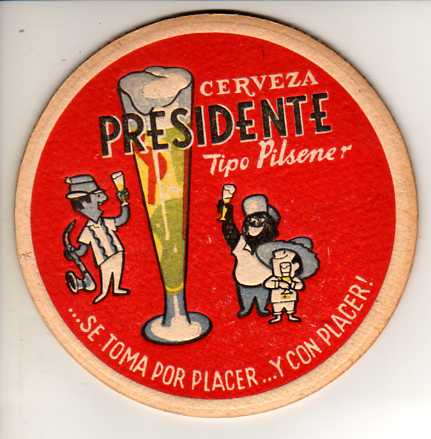 CERVEZA
PRESIDENTE
Tipo Pilsener
...SE TOMA POR PLACER...Y CON PLACER!